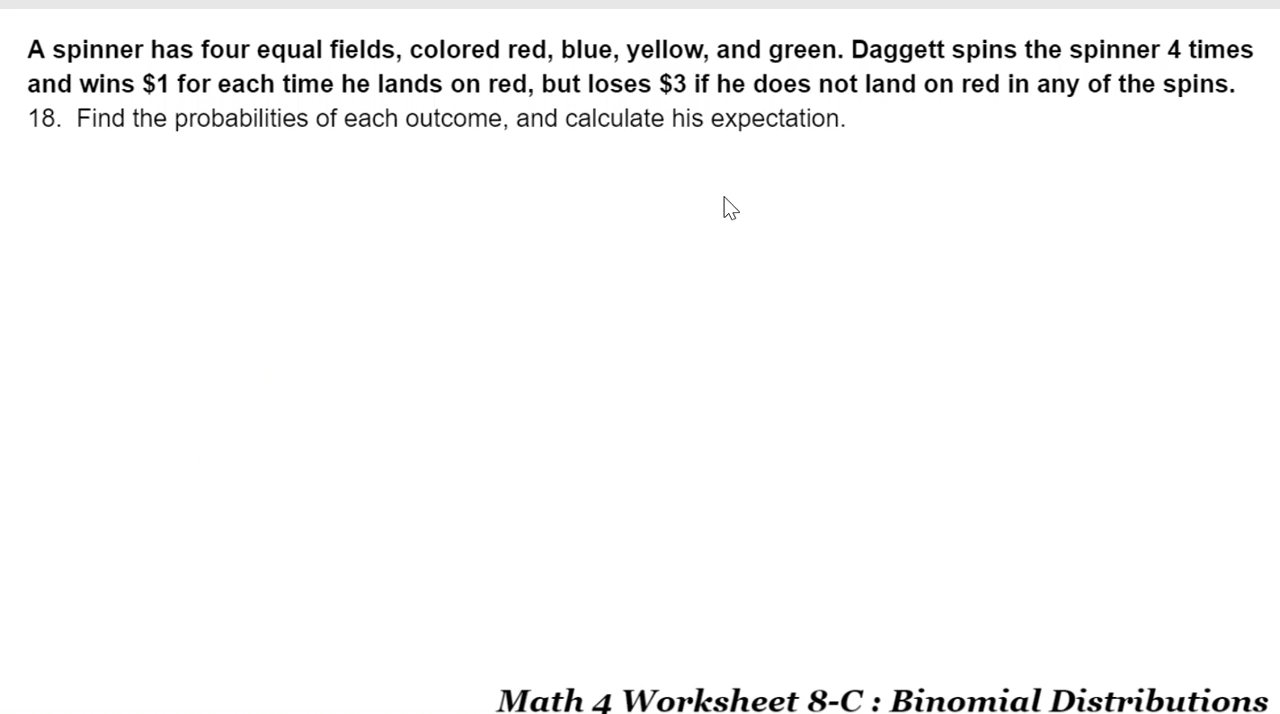 A spinner has four equal fields, colored red, blue, yellow, and green. Daggett spins the spinner 4 times
and wins $1 for each time he lands on red, but loses $3 if he does not land on red in any of the spins.
18. Find the probabilities of each outcome, and calculate his expectation.
Math 4 Worksheet 8-C : Binomial Distributions